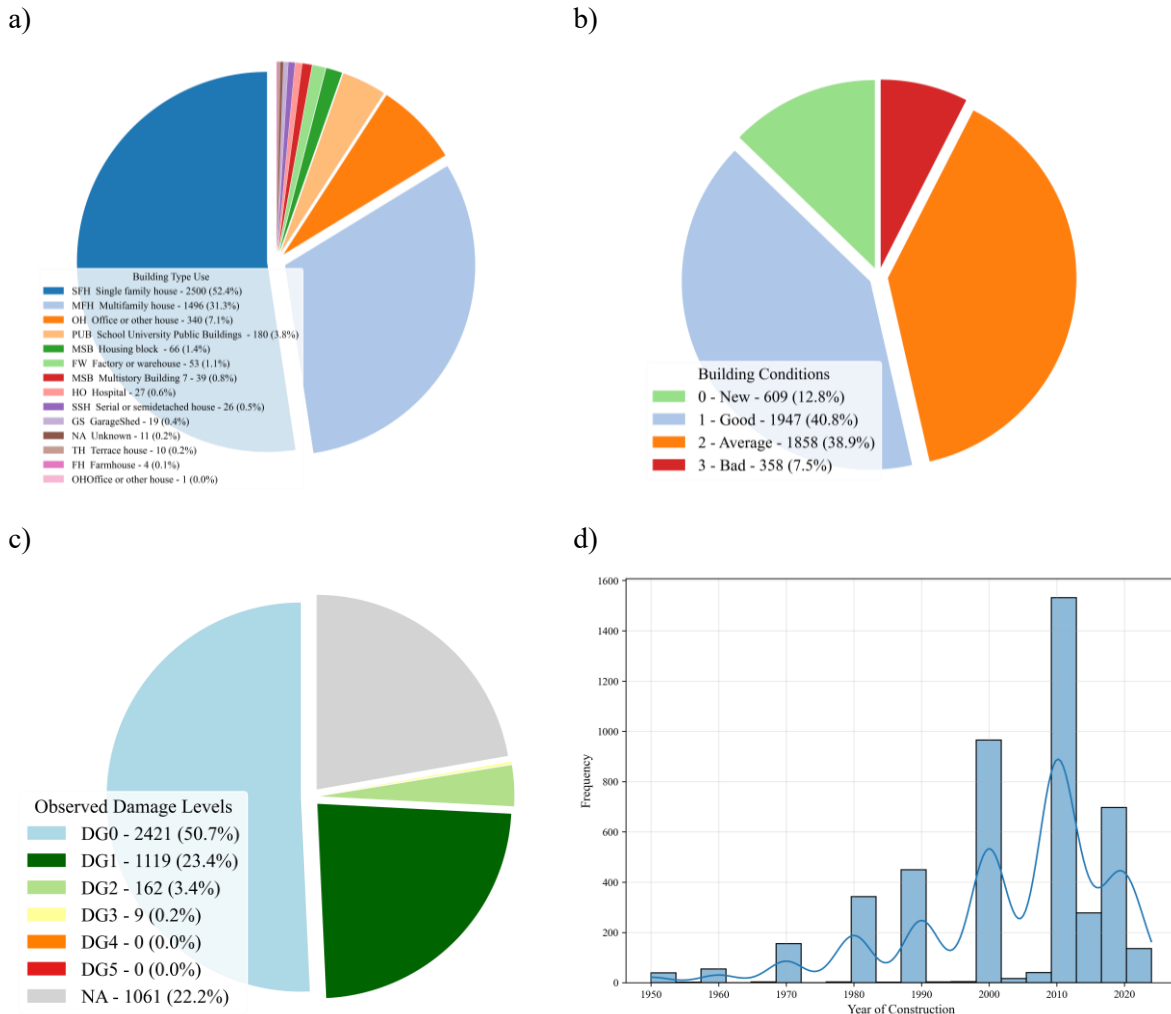 a)
Building Type Use
SFH Single family house - 2500 (52.4%)
MFH Multifamily house - 1496 (31.3%)
OH Office or other house - 340 (7.1%)
PUB School University Public Buildings - 180 (3.8%)
MSB Housing block - 66 (1.4%)
FW Factory or warehouse - 53 (1.1%)
MSB Multistory Building 7 - 39 (0.8%)
HO Hospital - 27 (0.6%)
SSH Serial or semidetached house - 26 (0.5%)
GS GarageShed - 19 (0.4%)
NA Unknown - 11 (0.2%)
TH Terrace house - 10 (0.2%)
FH Farmhouse - 4 (0.1%)
OHOffice or other house - 1 (0.0%)
b)
Building Conditions
0 - New - 609 (12.8%)
1 - Good - 1947 (40.8%)
2 - Average - 1858 (38.9%)
3 - Bad - 358 (7.5%)
c)
Observed Damage Levels
DG0 - 2421 (50.7%)
DG1 - 1119 (23.4%)
DG2 - 162 (3.4%)
DG3 - 9 (0.2%)
DG4 - 0 (0.0%)
DG5 - 0 (0.0%)
NA - 1061 (22.2%)
d)
1600
1400
1200
1000
800
600
400
200
0
Frequency
1950 1960 1970 1980 1990 2000 2010 2020
Year of Construction